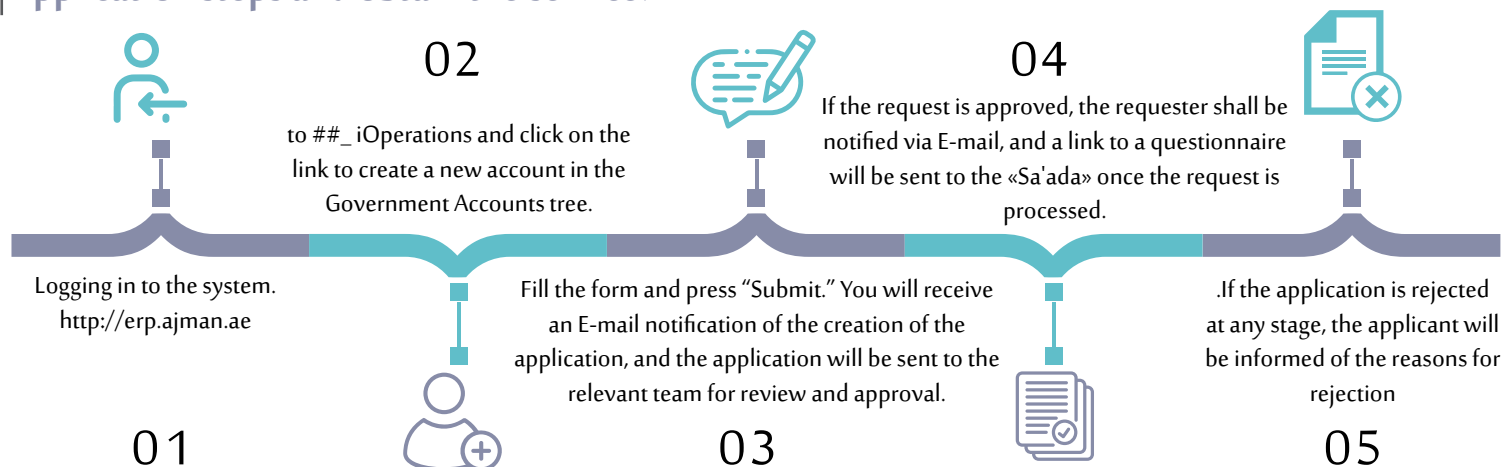 01
Logging in to the system.
http://erp.ajman.ae
02
to ##_ iOperations and click on the
link to create a new account in the
Government Accounts tree.
03
Fill the form and press “Submit.” You will receive
an E-mail notification of the creation of the
application, and the application will be sent to the
relevant team for review and approval.
04
If the request is approved, the requester shall be
notified via E-mail, and a link to a questionnaire
will be sent to the «Sa'ada» once the request is
processed.
05
.If the application is rejected
at any stage, the applicant will
be informed of the reasons for
rejection